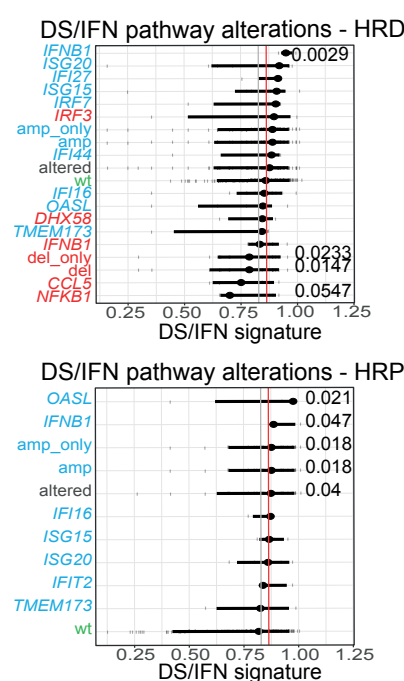 DS/IFN pathway alterations - HRD
IFNB1 0.0029
ISG20
IFI27
ISG15
IRF7
IRF3
amp_only
amp
IFI44
altered
wt
IFI16
OASL
DHX58
TMEM173
IFNB1
del_only 0.0233
del 0.0147
CCL5
NFKB1 0.0547
0.25 0.50 0.75 1.00 1.25
DS/IFN signature
DS/IFN pathway alterations - HRP
OASL 0.021
IFNB1 0.047
amp_only 0.018
amp 0.018
altered 0.04
IFI16
ISG15
ISG20
IFIT2
TMEM173
wt
0.25 0.50 0.75 1.00 1.25
DS/IFN signature